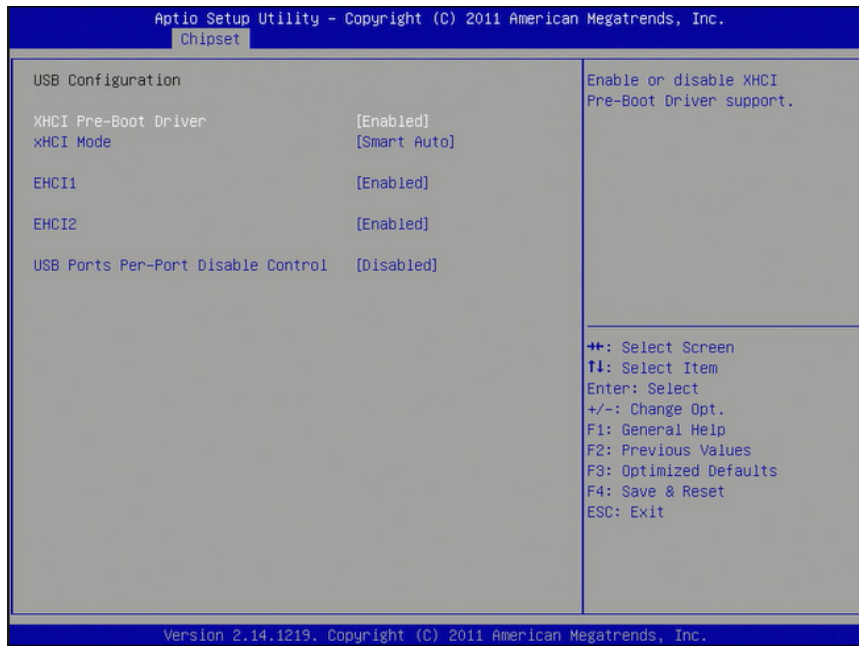 Aptio Setup Utility – Copyright (C) 2011 American Megatrends, Inc.
Chipset
USB Configuration
XHCI Pre-Boot Driver [Enabled]
xHCI Mode [Smart Auto]
EHCI1 [Enabled]
EHCI2 [Enabled]
USB Ports Per-Port Disable Control [Disabled]
Enable or disable XHCI
Pre-Boot Driver support.
→←: Select Screen
↑↓: Select Item
Enter: Select
+/-: Change Opt.
F1: General Help
F2: Previous Values
F3: Optimized Defaults
F4: Save & Reset
ESC: Exit
Version 2.14.1219. Copyright (C) 2011 American Megatrends, Inc.